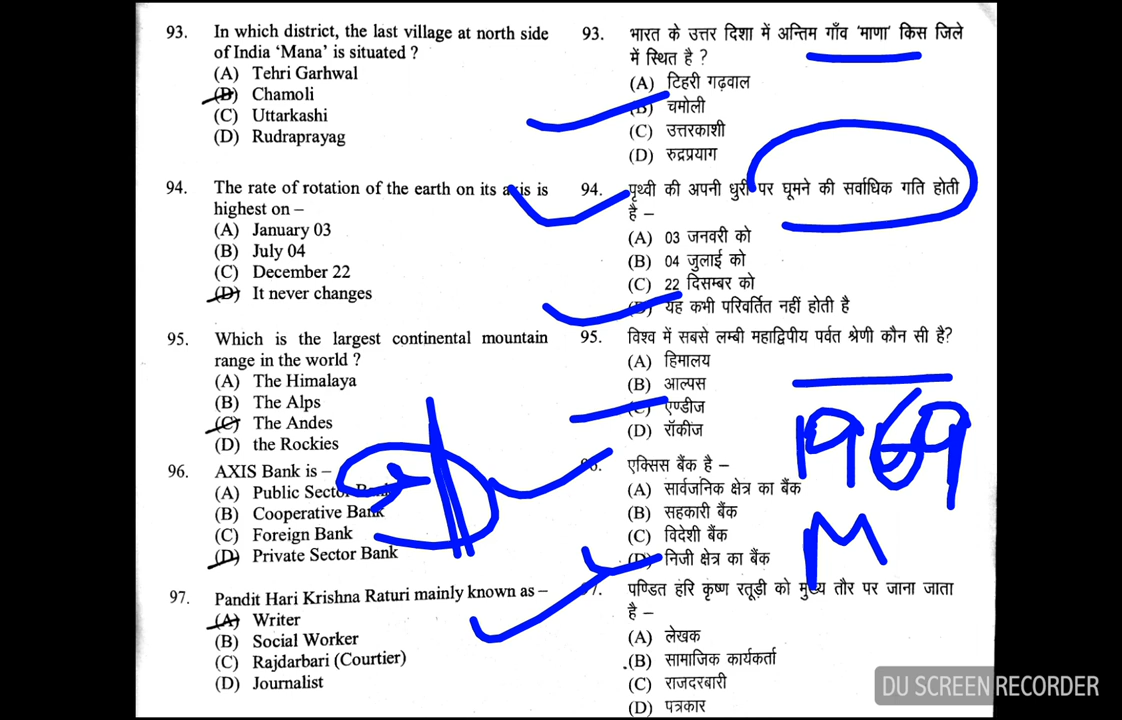 93. In which district, the last village at north side
of India ‘Mana’ is situated ?
(A) Tehri Garhwal
(B) Chamoli
(C) Uttarkashi
(D) Rudraprayag
94. The rate of rotation of the earth on its axis is
highest on –
(A) January 03
(B) July 04
(C) December 22
(D) It never changes
95. Which is the largest continental mountain
range in the world ?
(A) The Himalaya
(B) The Alps
(C) The Andes
(D) the Rockies
96. AXIS Bank is –
(A) Public Sector Bank
(B) Cooperative Bank
(C) Foreign Bank
(D) Private Sector Bank
97. Pandit Hari Krishna Raturi mainly known as –
(A) Writer
(B) Social Worker
(C) Rajdarbari (Courtier)
(D) Journalist
93. भारत के उत्तर दिशा में अन्तिम गाँव ‘माणा’ किस जिले
में स्थित है ?
(A) टिहरी गढ़वाल
(B) चमोली
(C) उत्तरकाशी
(D) रुद्रप्रयाग
94. पृथ्वी की अपनी धुरी पर घूमने की सर्वाधिक गति होती
है –
(A) 03 जनवरी को
(B) 04 जुलाई को
(C) 22 दिसम्बर को
(D) यह कभी परिवर्तित नहीं होती है
95. विश्व में सबसे लम्बी महाद्वीपीय पर्वत श्रेणी कौन सी है?
(A) हिमालय
(B) आल्पस
(C) एण्डीज
(D) रॉकीज
1969
M
96. एक्सिस बैंक है –
(A) सार्वजनिक क्षेत्र का बैंक
(B) सहकारी बैंक
(C) विदेशी बैंक
(D) निजी क्षेत्र का बैंक
97. पण्डित हरि कृष्ण रतूड़ी को मुख्य तौर पर जाना जाता
है –
(A) लेखक
(B) सामाजिक कार्यकर्ता
(C) राजदरबारी
(D) पत्रकार
DU SCREEN RECORDER